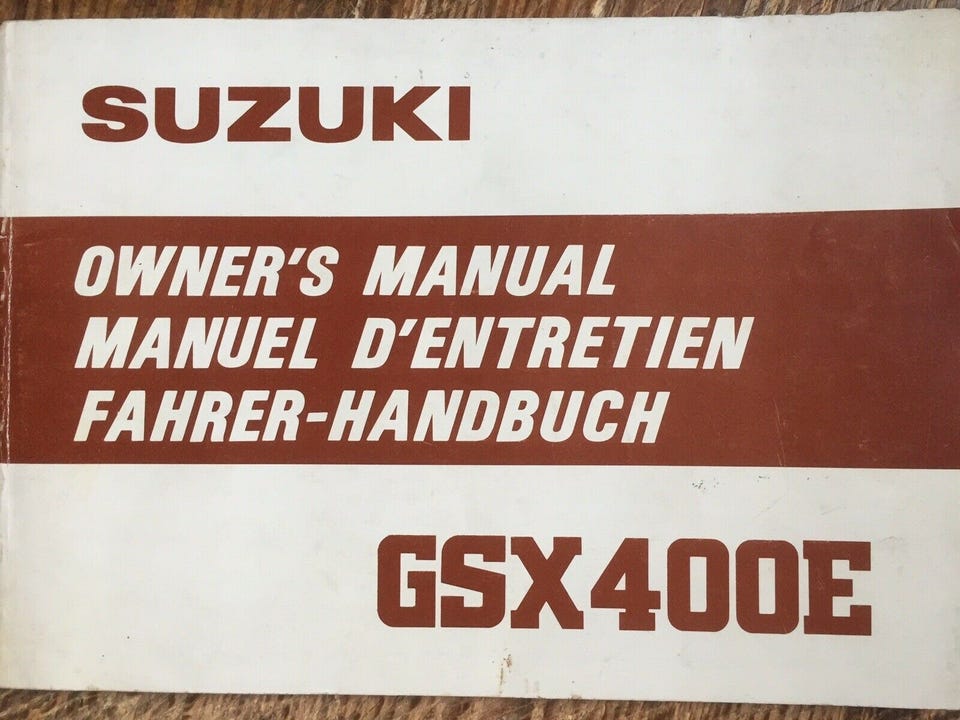 SUZUKI
OWNER'S MANUAL
MANUEL D'ENTRETIEN
FAHRER-HANDBUCH
GSX400E